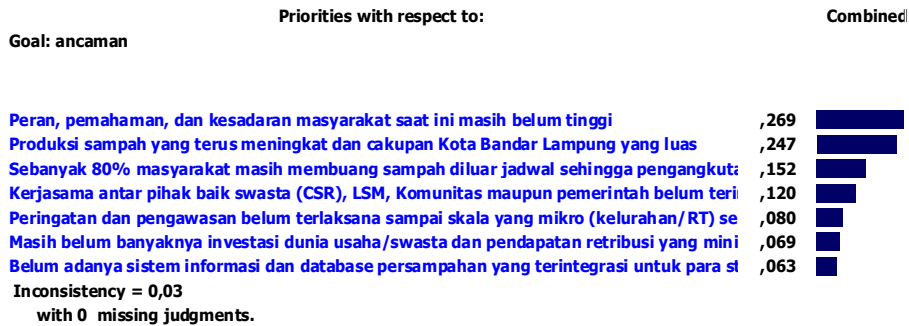 Priorities with respect to: Combined
Goal: ancaman
Peran, pemahaman, dan kesadaran masyarakat saat ini masih belum tinggi ,269
Produksi sampah yang terus meningkat dan cakupan Kota Bandar Lampung yang luas ,247
Sebanyak 80% masyarakat masih membuang sampah diluar jadwal sehingga pengangkuta ,152
Kerjasama antar pihak baik swasta (CSR), LSM, Komunitas maupun pemerintah belum teri ,120
Peringatan dan pengawasan belum terlaksana sampai skala yang mikro (kelurahan/RT) se ,080
Masih belum banyaknya investasi dunia usaha/swasta dan pendapatan retribusi yang mini ,069
Belum adanya sistem informasi dan database persampahan yang terintegrasi untuk para st ,063
Inconsistency = 0,03
with 0 missing judgments.